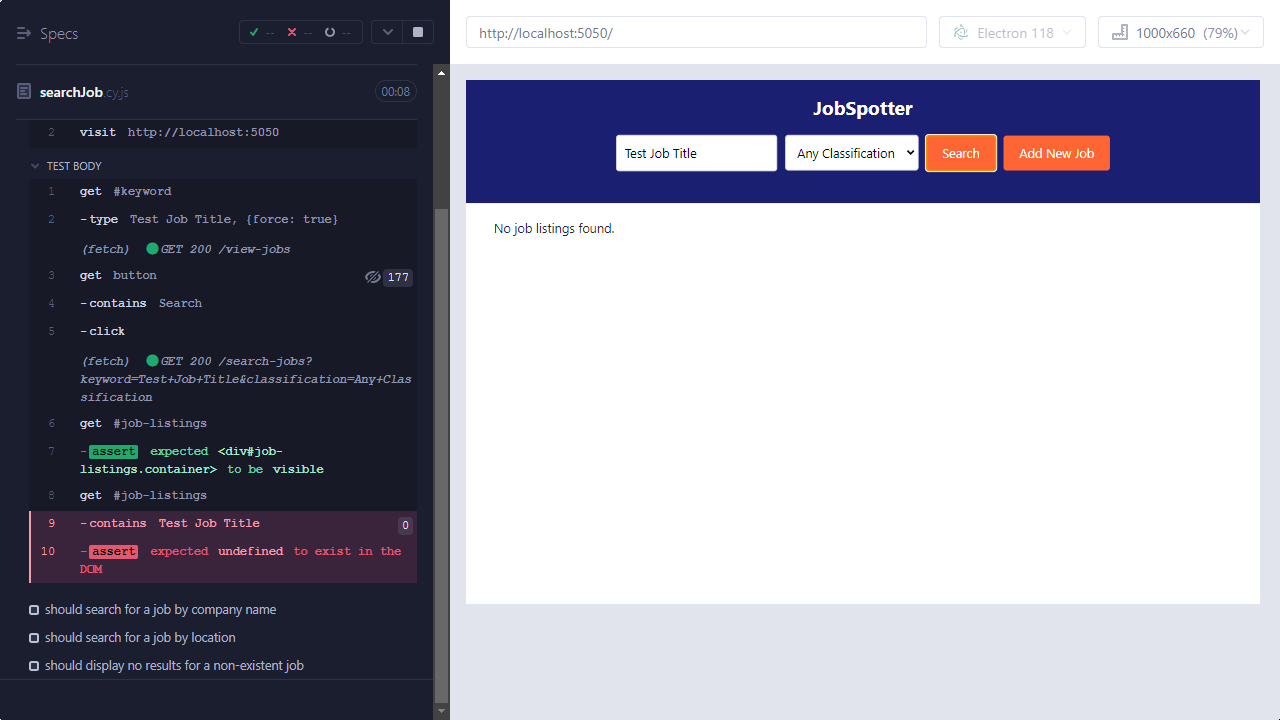 Specs
-- -- --
searchJob.cy.js
00:08
2 visit http://localhost:5050
TEST BODY
1 get #keyword
2 -type Test Job Title, {force: true}
(fetch) GET 200 /view-jobs
3 get button 177
4 -contains Search
5 -click
(fetch) GET 200 /search-jobs?
keyword=Test+Job+Title&classification=Any+Clas
sification
6 get #job-listings
7 -assert expected <div#job-
listings.container> to be visible
8 get #job-listings
9 -contains Test Job Title 0
10 -assert expected undefined to exist in the
DOM
should search for a job by company name
should search for a job by location
should display no results for a non-existent job
http://localhost:5050/
Electron 118
1000x660 (79%)
JobSpotter
Test Job Title
Any Classification
Search
Add New Job
No job listings found.